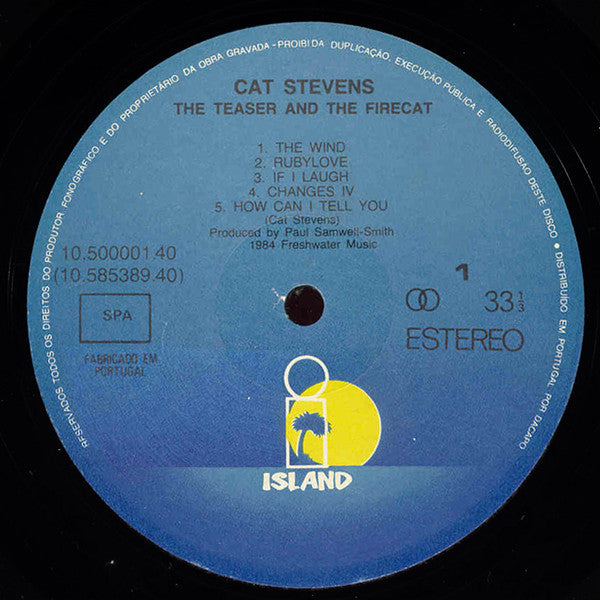 RESERVADOS TODOS OS DIREITOS DO PRODUTOR FONOGRÁFICO E DO PROPRIETÁRIO DA OBRA GRAVADA - PROIBIDA DUPLICAÇÃO, EXECUÇÃO PÚBLICA E RADIODIFUSÃO DESTE DISCO • DISTRIBUÍDO EM PORTUGAL POR DACAPO
CAT STEVENS
THE TEASER AND THE FIRECAT
1. THE WIND
2. RUBYLOVE
3. IF I LAUGH
4. CHANGES IV
5. HOW CAN I TELL YOU
(Cat Stevens)
Produced by Paul Samwell-Smith
1984 Freshwater Music
10.500001.40
(10.585389.40)
SPA
FABRICADO EM
PORTUGAL
1
33 1/3
ESTEREO
ISLAND